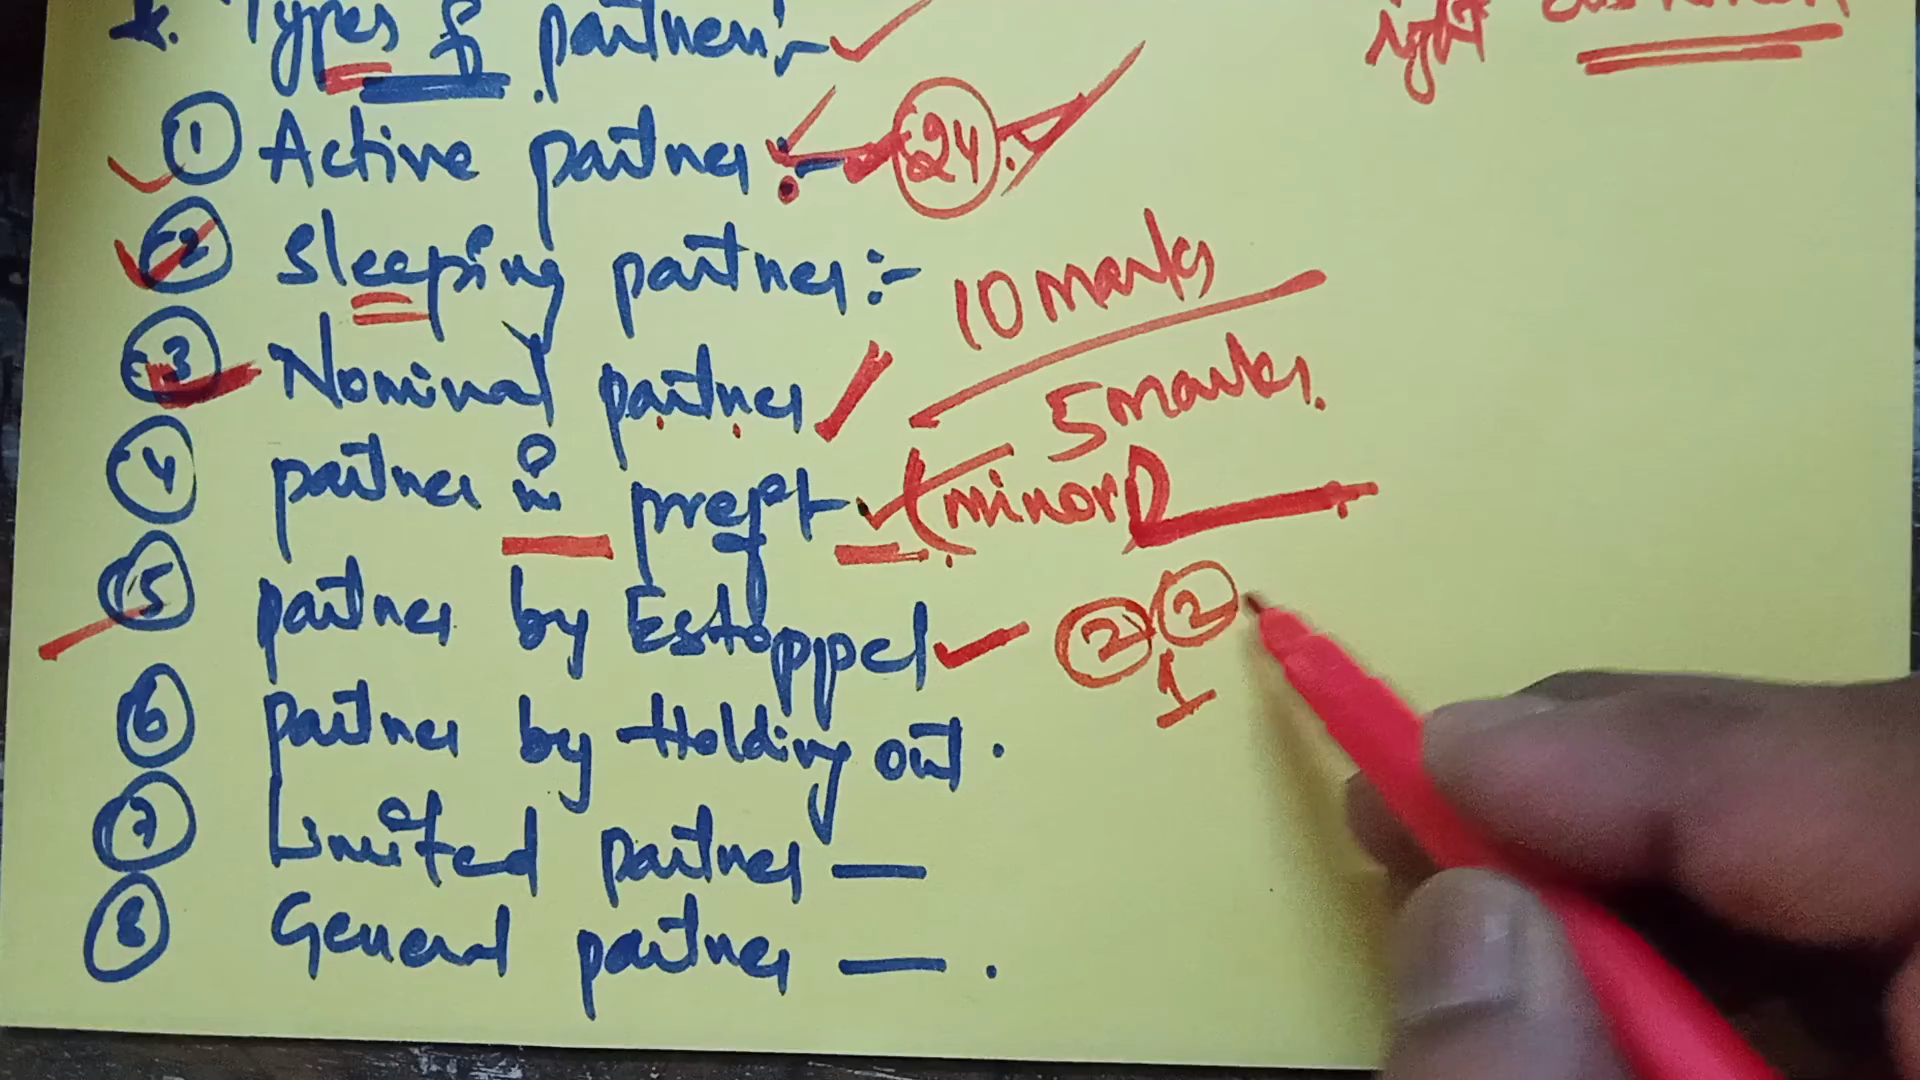 Types of partners:-
right
① Active partner :- 24.
② Sleeping partner:-
10 marks
③ Nominal partner
5 marks.
④ partner in profit (minor)
⑤ partner by Estoppel ② ②
1
⑥ partner by Holding out.
⑦ Limited partner —
⑧ General partner — .